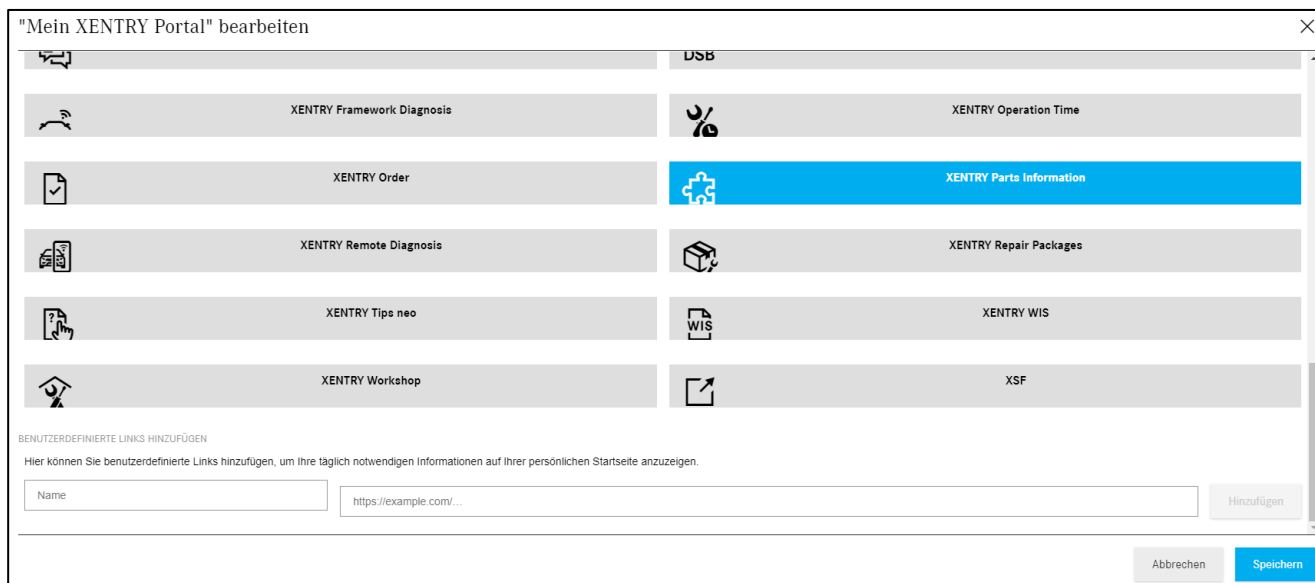 "Mein XENTRY Portal" bearbeiten
DSB
XENTRY Framework Diagnosis
XENTRY Operation Time
XENTRY Order
XENTRY Parts Information
XENTRY Remote Diagnosis
XENTRY Repair Packages
XENTRY Tips neo
XENTRY WIS
WIS
XENTRY Workshop
XSF
BENUTZERDEFINIERTE LINKS HINZUFÜGEN
Hier können Sie benutzerdefinierte Links hinzufügen, um Ihre täglich notwendigen Informationen auf Ihrer persönlichen Startseite anzuzeigen.
Name
https://example.com/...
Hinzufügen
Abbrechen
Speichern